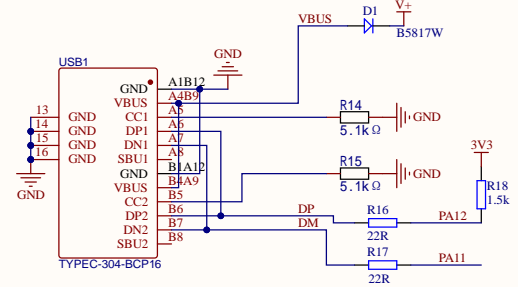 V+
D1
VBUS
B5817W
USB1
GND
GND A1B12
VBUS A4B9
CC1 A5
DP1 A6
DN1 A7
SBU1 A8
GND B1A12
VBUS B4A9
CC2 B5
DP2 B6
DN2 B7
SBU2 B8
13 GND
14 GND
15 GND
16 GND
GND
TYPEC-304-BCP16
R14
5.1kΩ
GND
R15
5.1kΩ
GND
3V3
R18
1.5k
DP
R16
22R
PA12
DM
R17
22R
PA11